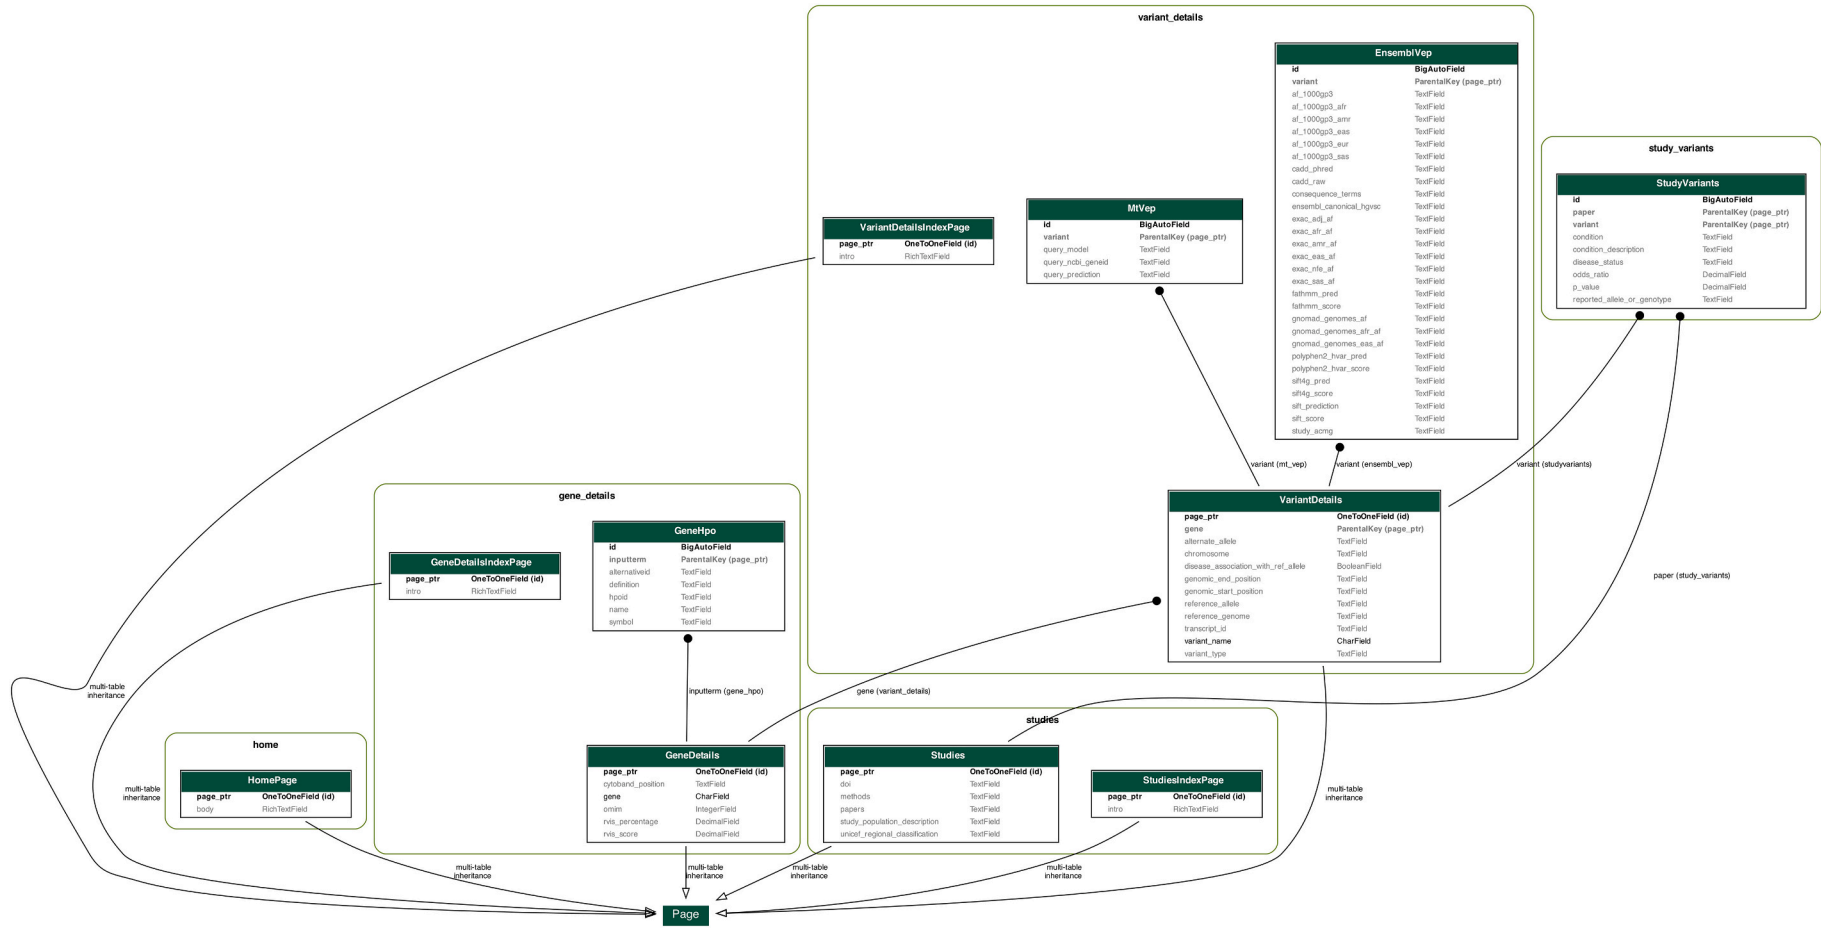 variant_details
EnsemblVep
id BigAutoField
variant ParentalKey (page_ptr)
af_1000gp3 TextField
af_1000gp3_afr TextField
af_1000gp3_amr TextField
af_1000gp3_eas TextField
af_1000gp3_eur TextField
af_1000gp3_sas TextField
cadd_phred TextField
cadd_raw TextField
consequence_terms TextField
ensembl_canonical_hgvsc TextField
exac_adj_af TextField
exac_afr_af TextField
exac_amr_af TextField
exac_eas_af TextField
exac_nfe_af TextField
exac_sas_af TextField
fathmm_pred TextField
fathmm_score TextField
gnomad_genomes_af TextField
gnomad_genomes_afr_af TextField
gnomad_genomes_eas_af TextField
polyphen2_hvar_pred TextField
polyphen2_hvar_score TextField
sift4g_pred TextField
sift4g_score TextField
sift_prediction TextField
sift_score TextField
study_acmg TextField
study_variants
StudyVariants
id BigAutoField
paper ParentalKey (page_ptr)
variant ParentalKey (page_ptr)
condition TextField
condition_description TextField
disease_status TextField
odds_ratio DecimalField
p_value DecimalField
reported_allele_or_genotype TextField
MtVep
id BigAutoField
variant ParentalKey (page_ptr)
query_model TextField
query_ncbi_geneid TextField
query_prediction TextField
VariantDetailsIndexPage
page_ptr OneToOneField (id)
intro RichTextField
variant (mt_vep)
variant (ensembl_vep)
variant (studyvariants)
VariantDetails
page_ptr OneToOneField (id)
gene ParentalKey (page_ptr)
alternate_allele TextField
chromosome TextField
disease_association_with_ref_allele BooleanField
genomic_end_position TextField
genomic_start_position TextField
reference_allele TextField
reference_genome TextField
transcript_id TextField
variant_name CharField
variant_type TextField
paper (study_variants)
gene_details
GeneHpo
id BigAutoField
inputterm ParentalKey (page_ptr)
alternativeid TextField
definition TextField
hpoid TextField
name TextField
symbol TextField
GeneDetailsIndexPage
page_ptr OneToOneField (id)
intro RichTextField
multi-table
inheritance
inputterm (gene_hpo)
gene (variant_details)
home
HomePage
page_ptr OneToOneField (id)
body RichTextField
multi-table
inheritance
GeneDetails
page_ptr OneToOneField (id)
cytoband_position TextField
gene CharField
omim IntegerField
rvis_percentage DecimalField
rvis_score DecimalField
studies
Studies
page_ptr OneToOneField (id)
doi TextField
methods TextField
papers TextField
study_population_description TextField
unicef_regional_classification TextField
StudiesIndexPage
page_ptr OneToOneField (id)
intro RichTextField
multi-table
inheritance
multi-table
inheritance
multi-table
inheritance
multi-table
inheritance
multi-table
inheritance
Page